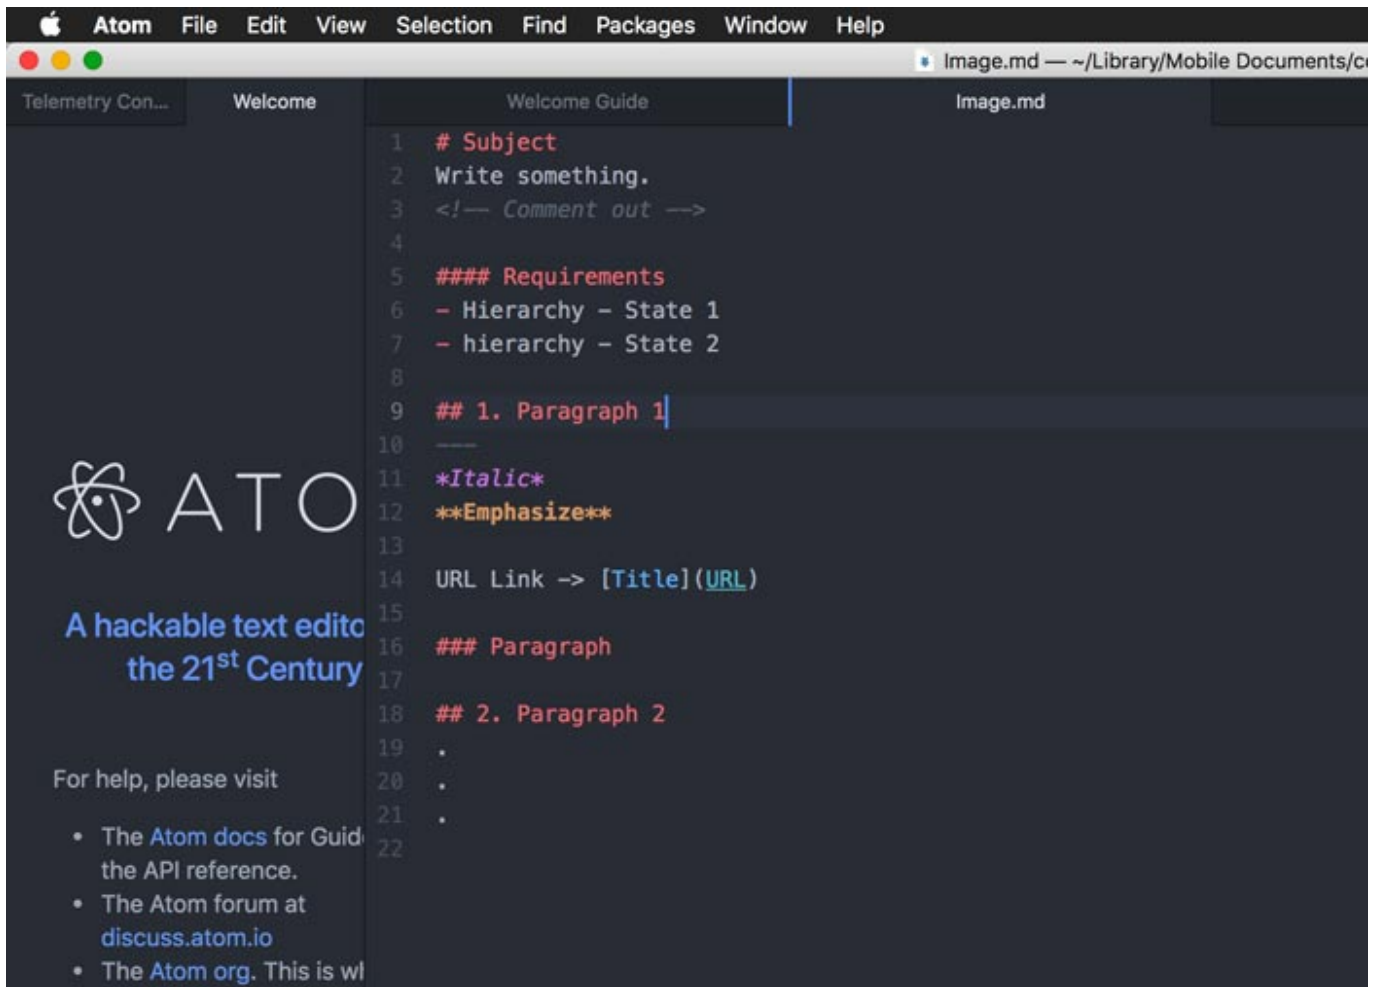 Atom File Edit View Selection Find Packages Window Help
Image.md — ~/Library/Mobile Documents/c
Telemetry Con... Welcome Welcome Guide Image.md
1 # Subject
2 Write something.
3 <!-- Comment out -->
4
5 #### Requirements
6 - Hierarchy - State 1
7 - hierarchy - State 2
8
9 ## 1. Paragraph 1
10 ---
11 *Italic*
12 **Emphasize**
13
14 URL Link -> [Title](URL)
15
16 ### Paragraph
17
18 ## 2. Paragraph 2
19 .
20 .
21 .
22
ATO
A hackable text edito
the 21st Century
For help, please visit
• The Atom docs for Guid
the API reference.
• The Atom forum at
discuss.atom.io
• The Atom org. This is wh